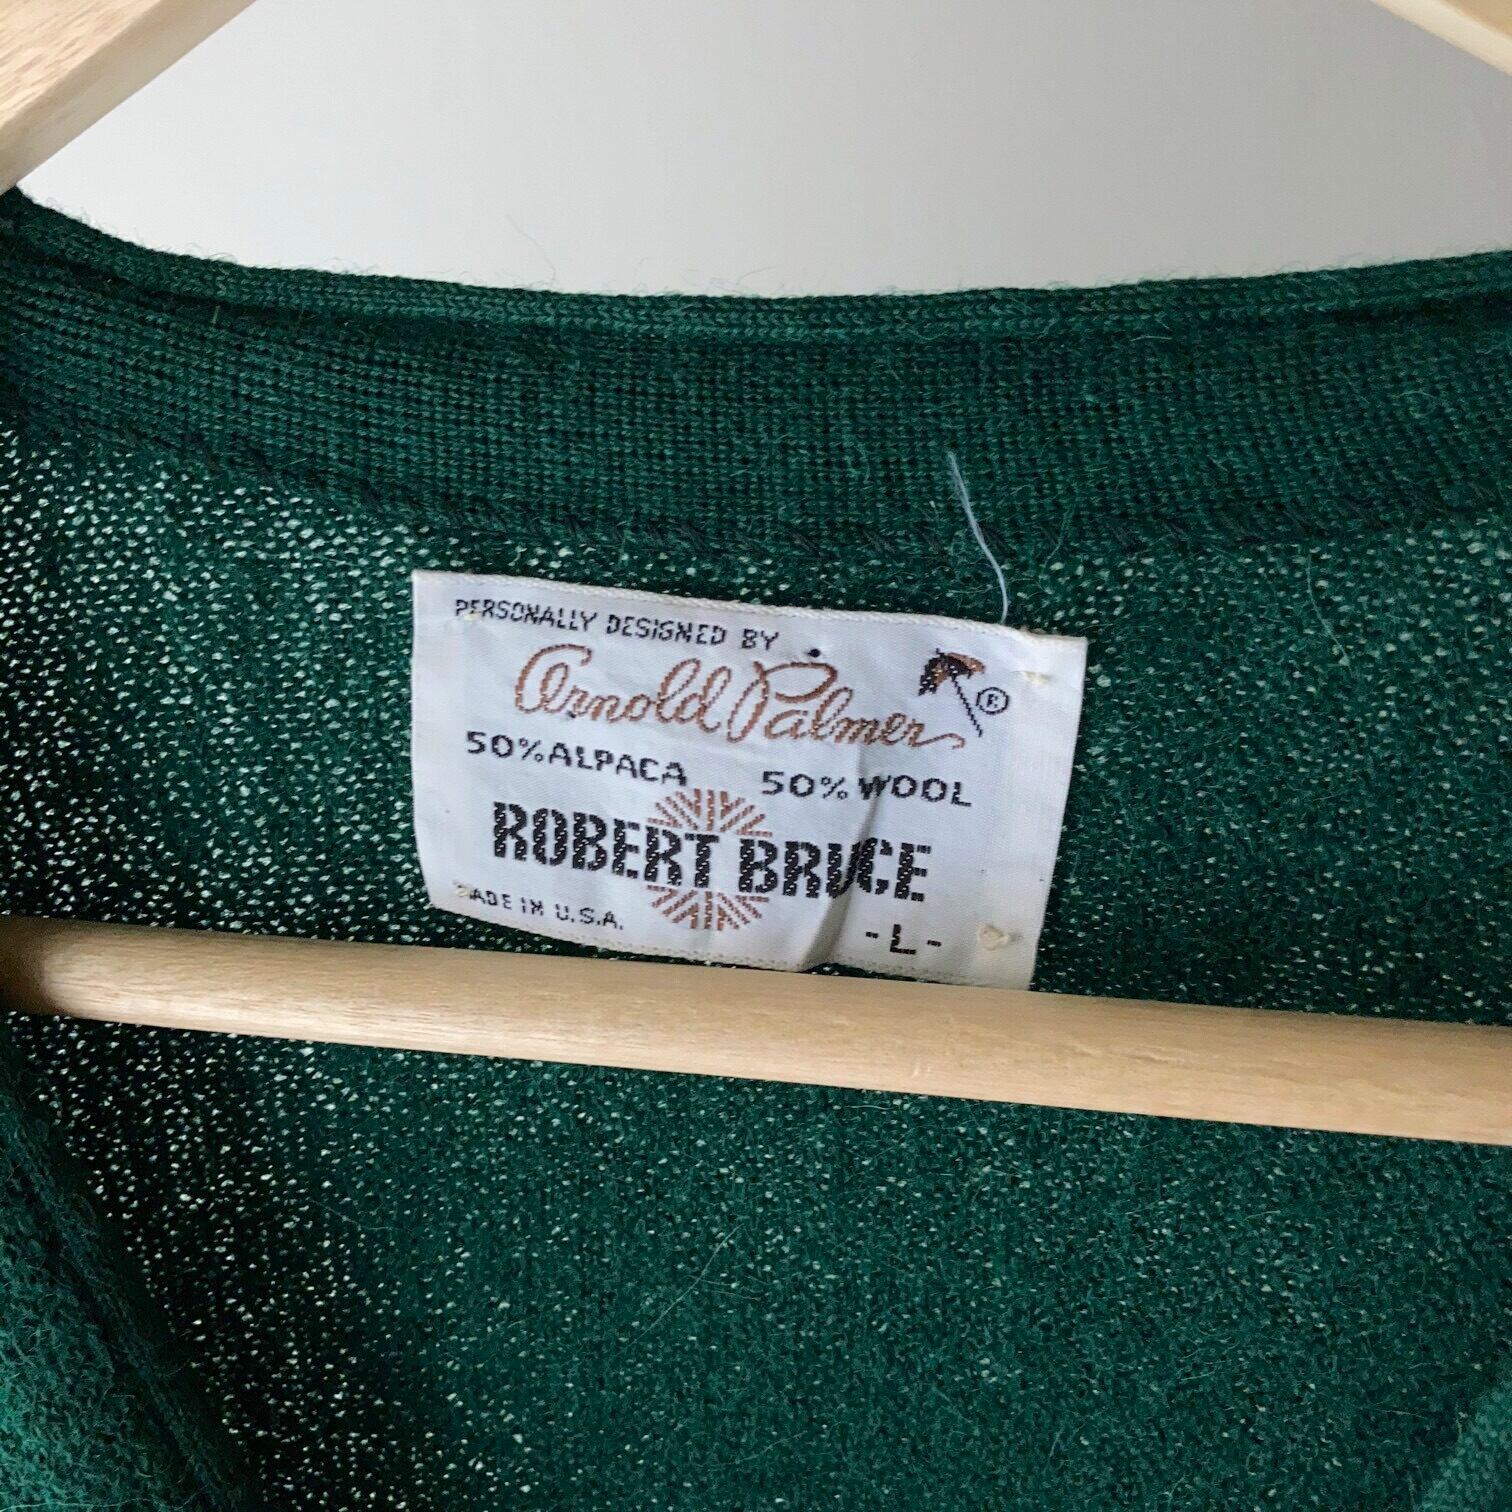 PERSONALLY DESIGNED BY
Arnold Palmer ®
50% ALPACA 50% WOOL
ROBERT BRUCE
MADE IN U.S.A.
- L -